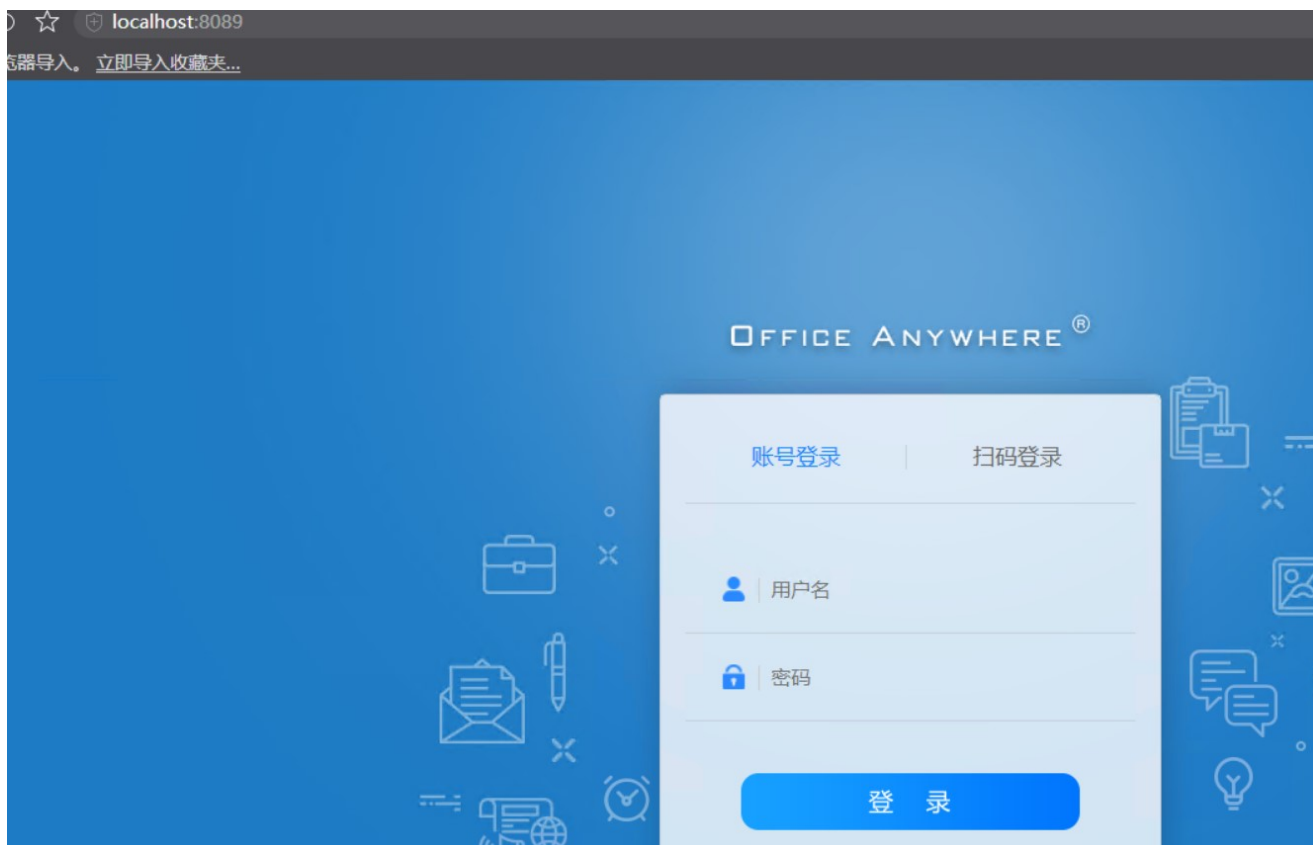 localhost:8089
览器导入。 立即导入收藏夹...
OFFICE ANYWHERE®
账号登录 扫码登录
用户名
密码
登 录